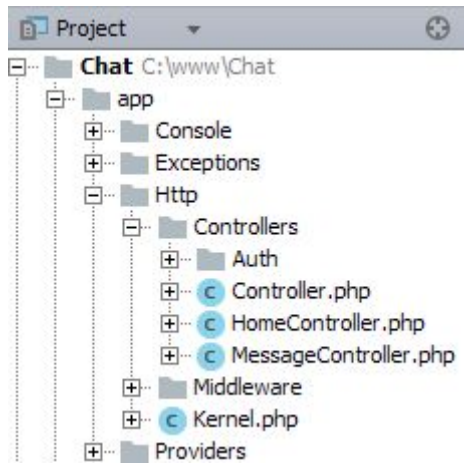 Project
Chat C:\www\Chat
app
Console
Exceptions
Http
Controllers
Auth
C Controller.php
C HomeController.php
C MessageController.php
Middleware
C Kernel.php
Providers